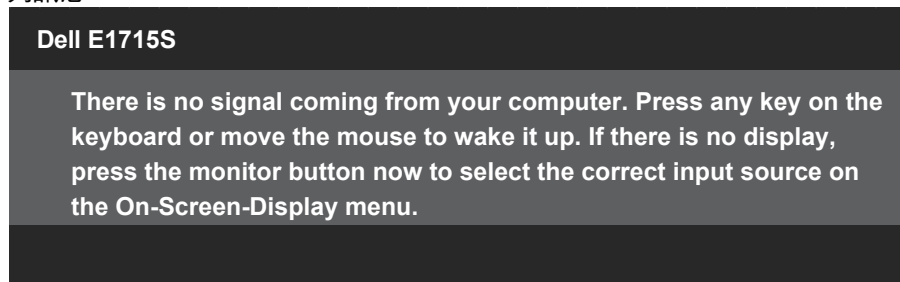 Dell E1715S
There is no signal coming from your computer. Press any key on the
keyboard or move the mouse to wake it up. If there is no display,
press the monitor button now to select the correct input source on
the On-Screen-Display menu.